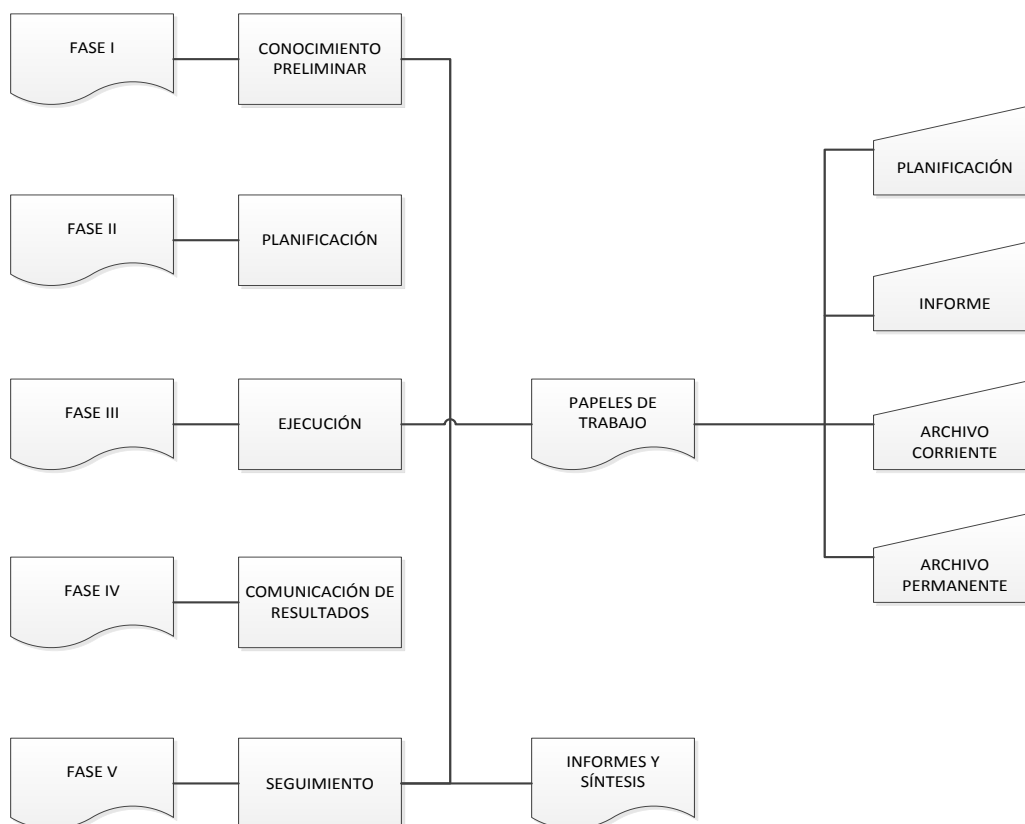 FASE I
CONOCIMIENTO
PRELIMINAR
PLANIFICACIÓN
FASE II
PLANIFICACIÓN
INFORME
FASE III
EJECUCIÓN
PAPELES DE
TRABAJO
ARCHIVO
CORRIENTE
FASE IV
COMUNICACIÓN DE
RESULTADOS
ARCHIVO
PERMANENTE
FASE V
SEGUIMIENTO
INFORMES Y
SÍNTESIS